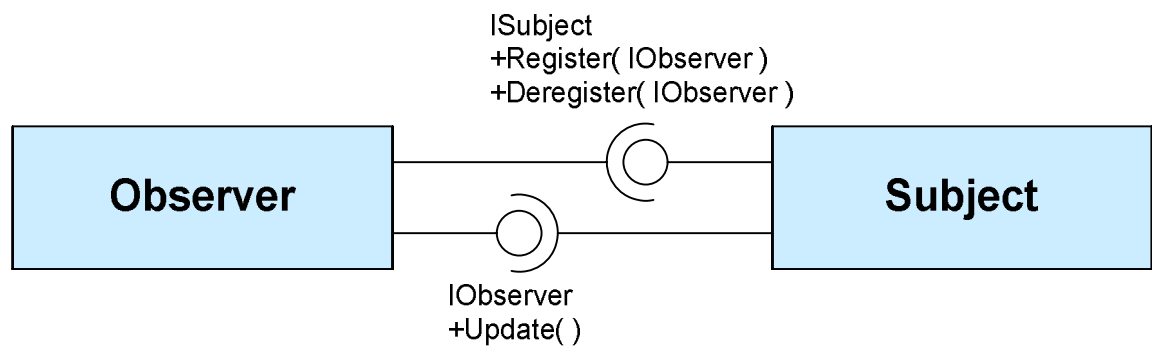 ISubject
+Register( IObserver )
+Deregister( IObserver )
Observer
Subject
IObserver
+Update( )